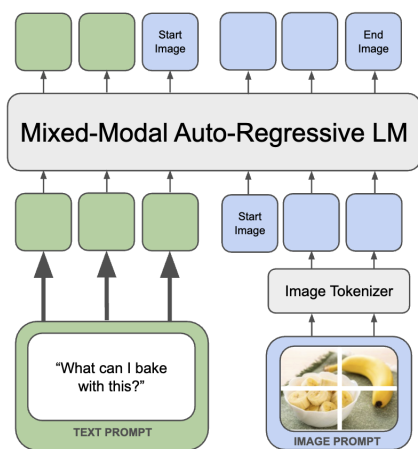 Start
Image
End
Image
Mixed-Modal Auto-Regressive LM
Start
Image
Image Tokenizer
“What can I bake
with this?”
TEXT PROMPT
IMAGE PROMPT